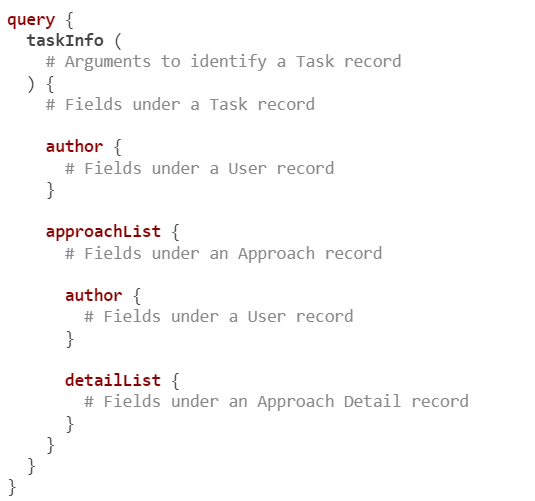 query {
taskInfo (
# Arguments to identify a Task record
) {
# Fields under a Task record
author {
# Fields under a User record
}
approachList {
# Fields under an Approach record
author {
# Fields under a User record
}
detailList {
# Fields under an Approach Detail record
}
}
}
}